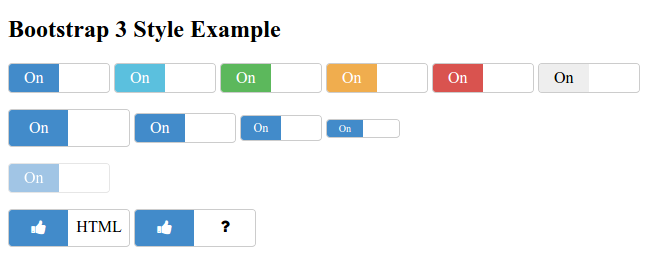 Bootstrap 3 Style Example
On On On On On On
On On On On
On
HTML ?